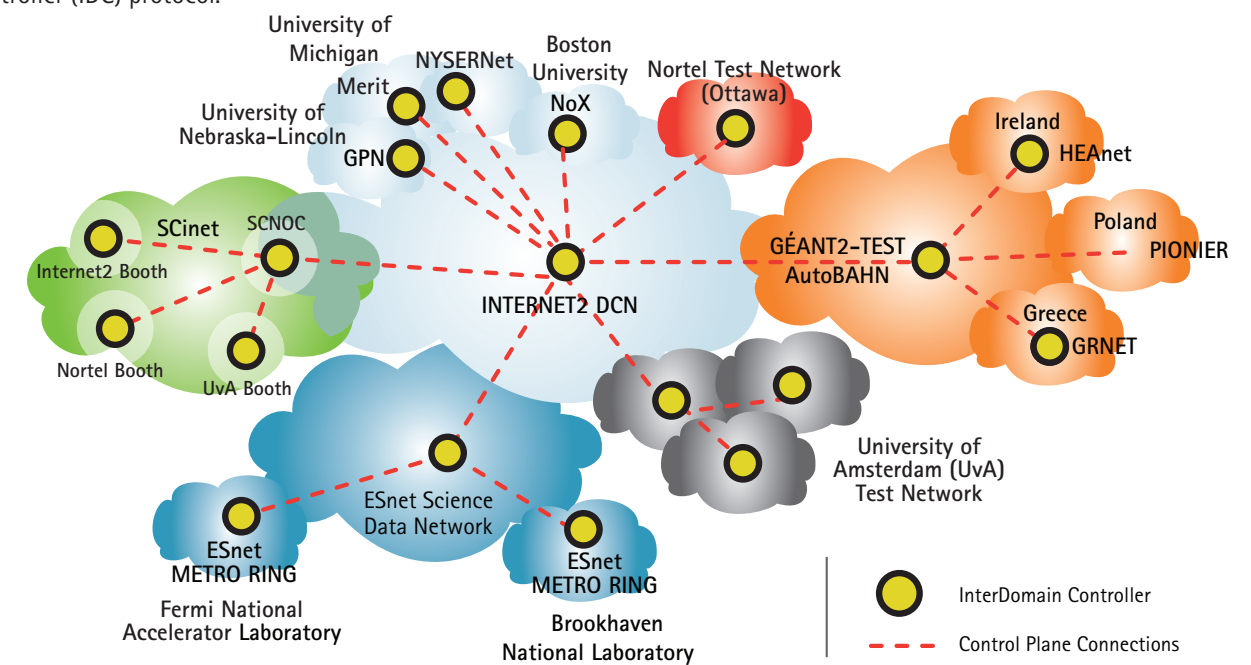 (IDC) protocol.
University of
Michigan
NYSERNet
Merit
Boston
University
NoX
Nortel Test Network
(Ottawa)
University of
Nebraska-Lincoln
GPN
Ireland
HEAnet
Poland
PIONIER
SCinet
SCNOC
Internet2 Booth
Nortel Booth
UvA Booth
GÉANT2-TEST
AutoBAHN
INTERNET2 DCN
Greece
GRNET
University of
Amsterdam (UvA)
Test Network
ESnet Science
Data Network
ESnet
METRO RING
Fermi National
Accelerator Laboratory
ESnet
METRO RING
Brookhaven
National Laboratory
InterDomain Controller
Control Plane Connections